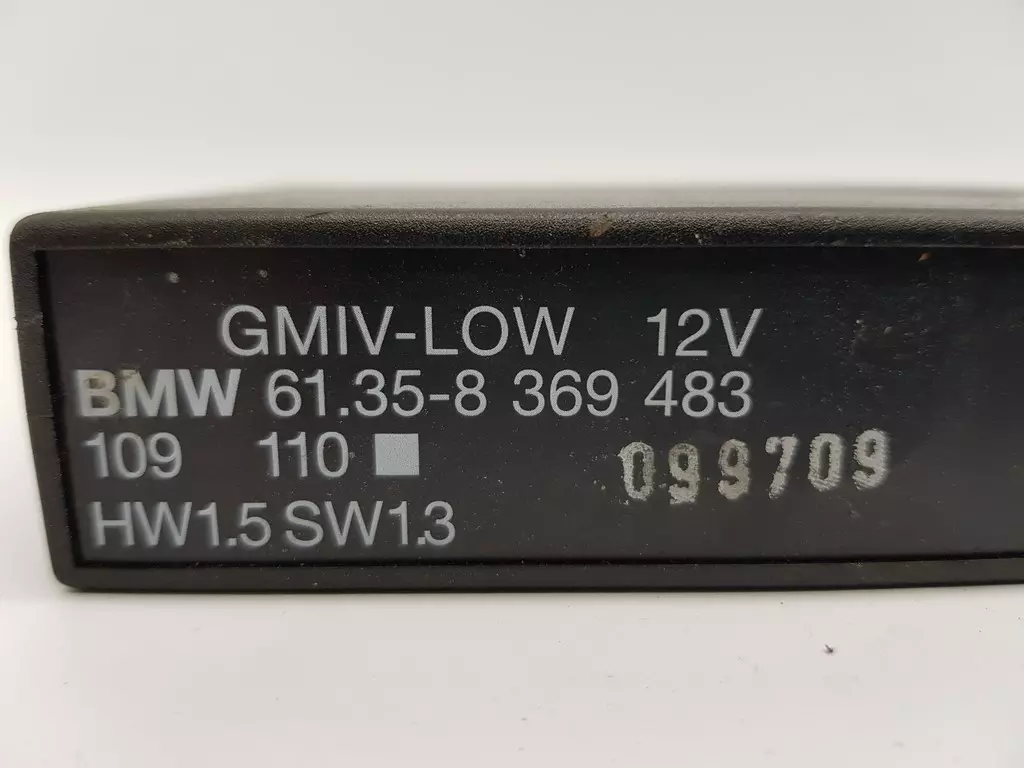 GMIV-LOW 12V
BMW 61.35-8 369 483
109 110 099709
HW1.5 SW1.3